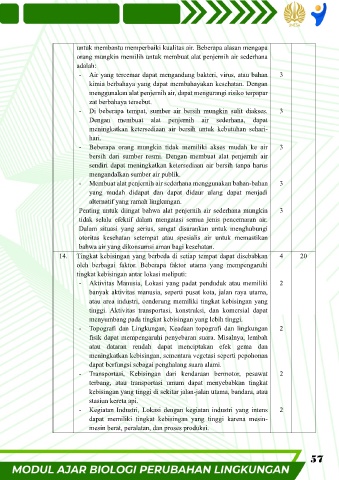 untuk membantu memperbaiki kualitas air. Beberapa alasan mengapa
orang mungkin memilih untuk membuat alat penjernih air sederhana
adalah:
- Air yang tercemar dapat mengandung bakteri, virus, atau bahan 3
kimia berbahaya yang dapat membahayakan kesehatan. Dengan
menggunakan alat penjernih air, dapat mengurangi risiko terpapar
zat berbahaya tersebut.
- Di beberapa tempat, sumber air bersih mungkin sulit diakses. 3
Dengan membuat alat penjernih air sederhana, dapat
meningkatkan ketersediaan air bersih untuk kebutuhan sehari-
hari.
- Beberapa orang mungkin tidak memiliki akses mudah ke air 3
bersih dari sumber resmi. Dengan membuat alat penjernih air
sendiri dapat meningkatkan ketersediaan air bersih tanpa harus
mengandalkan sumber air publik.
- Membuat alat penjernih air sederhana menggunakan bahan-bahan 3
yang mudah didapat dan dapat didaur ulang dapat menjadi
alternatif yang ramah lingkungan.
Penting untuk diingat bahwa alat penjernih air sederhana mungkin 3
tidak selalu efektif dalam mengatasi semua jenis pencemaran air.
Dalam situasi yang serius, sangat disarankan untuk menghubungi
otoritas kesehatan setempat atau spesialis air untuk memastikan
bahwa air yang dikonsumsi aman bagi kesehatan.
14. Tingkat kebisingan yang berbeda di setiap tempat dapat disebabkan 4 20
oleh berbagai faktor. Beberapa faktor utama yang mempengaruhi
tingkat kebisingan antar lokasi meliputi:
- Aktivitas Manusia, Lokasi yang padat penduduk atau memiliki 2
banyak aktivitas manusia, seperti pusat kota, jalan raya utama,
atau area industri, cenderung memiliki tingkat kebisingan yang
tinggi. Aktivitas transportasi, konstruksi, dan komersial dapat
menyumbang pada tingkat kebisingan yang lebih tinggi.
- Topografi dan Lingkungan, Keadaan topografi dan lingkungan 2
fisik dapat mempengaruhi penyebaran suara. Misalnya, lembah
atau dataran rendah dapat menciptakan efek gema dan
meningkatkan kebisingan, sementara vegetasi seperti pepohonan
dapat berfungsi sebagai penghalang suara alami.
- Transportasi, Kebisingan dari kendaraan bermotor, pesawat 2
terbang, atau transportasi umum dapat menyebabkan tingkat
kebisingan yang tinggi di sekitar jalan-jalan utama, bandara, atau
stasiun kereta api.
- Kegiatan Industri, Lokasi dengan kegiatan industri yang intens 2
dapat memiliki tingkat kebisingan yang tinggi karena mesin-
mesin berat, peralatan, dan proses produksi.
57
MODUL AJAR BIOLOGI PERUBAHAN LINGKUNGAN